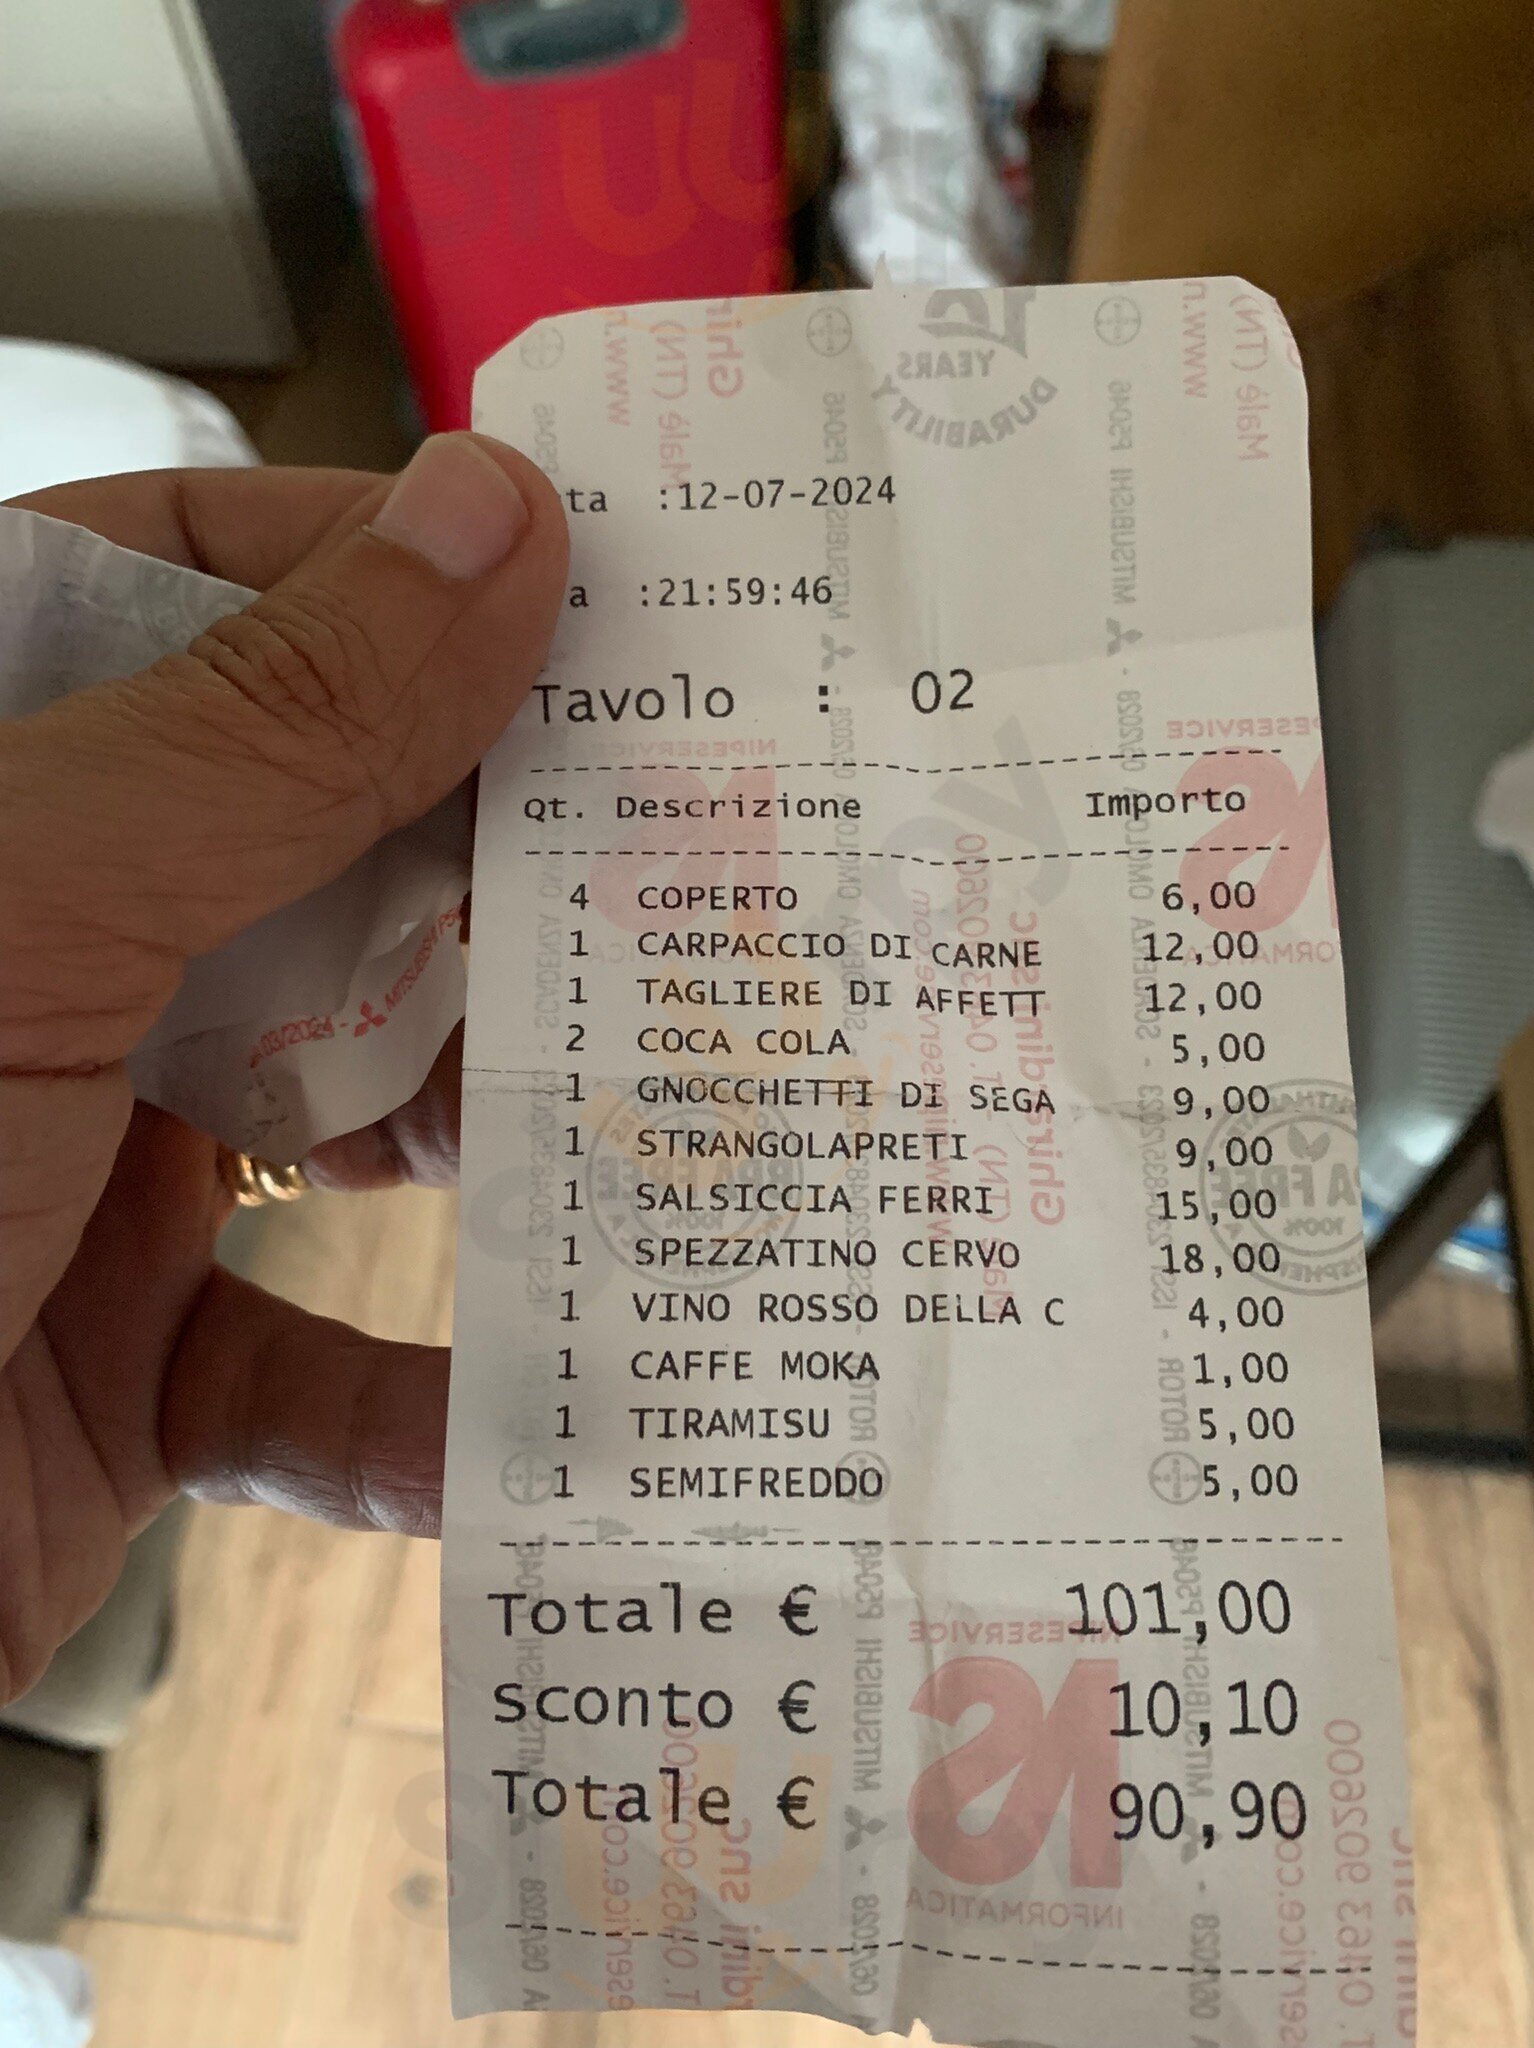 ta :12-07-2024
a :21:59:46
Tavolo : 02
Qt. Descrizione Importo
4 COPERTO 6,00
1 CARPACCIO DI CARNE 12,00
1 TAGLIERE DI AFFETT 12,00
2 COCA COLA 5,00
1 GNOCCHETTI DI SEGA 9,00
1 STRANGOLAPRETI 9,00
1 SALSICCIA FERRI 15,00
1 SPEZZATINO CERVO 18,00
1 VINO ROSSO DELLA C 4,00
1 CAFFE MOKA 1,00
1 TIRAMISU 5,00
1 SEMIFREDDO 5,00
Totale € 101,00
sconto € 10,10
Totale € 90,90